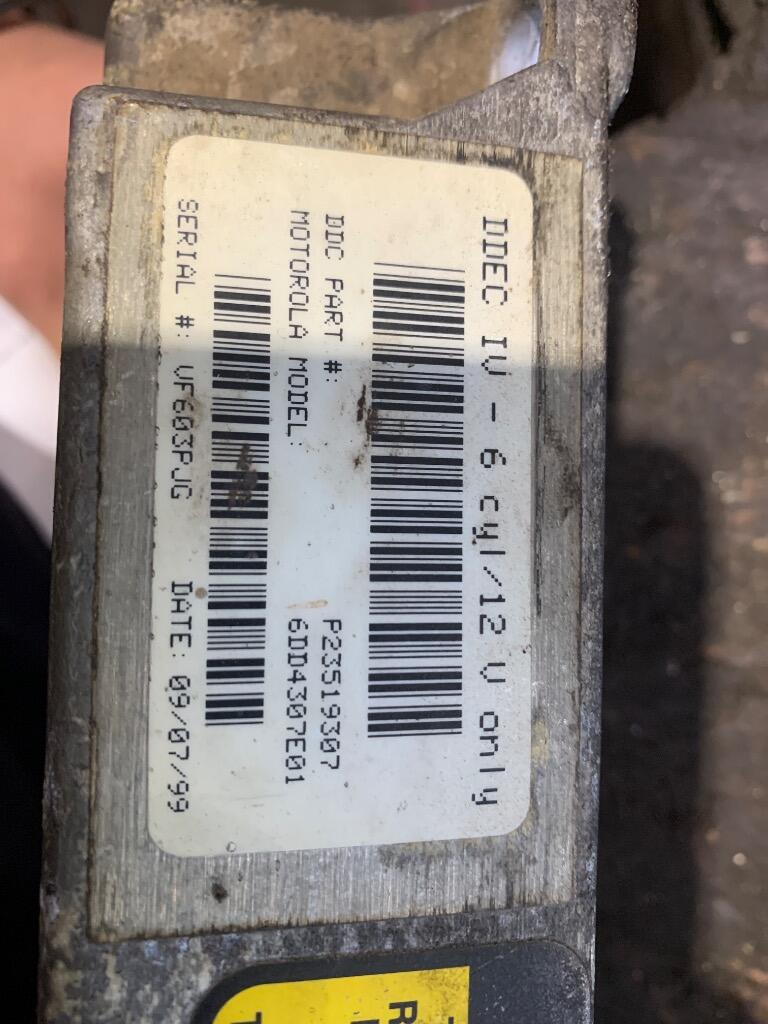 DDEC IV - 6 cyl/12 V only
DDC PART #: P23519307
MOTOROLA MODEL: 6DD4307E01
SERIAL #: VF603PJG DATE: 09/07/99